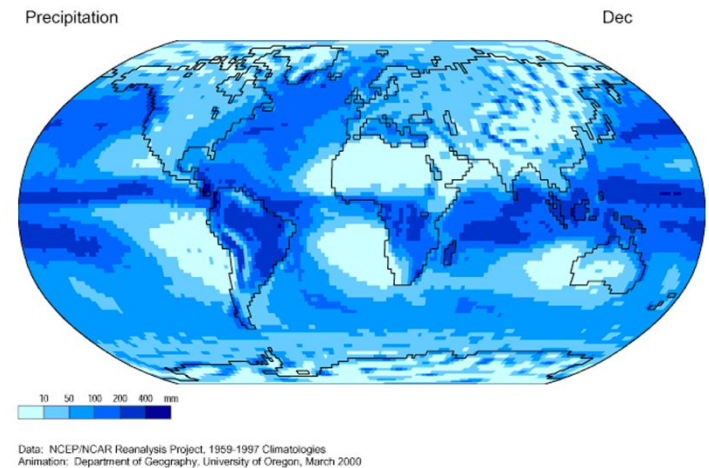 Precipitation Dec
10 50 100 200 400 mm
Data: NCEP/NCAR Reanalysis Project, 1959-1997 Climatologies
Animation: Department of Geography, University of Oregon, March 2000